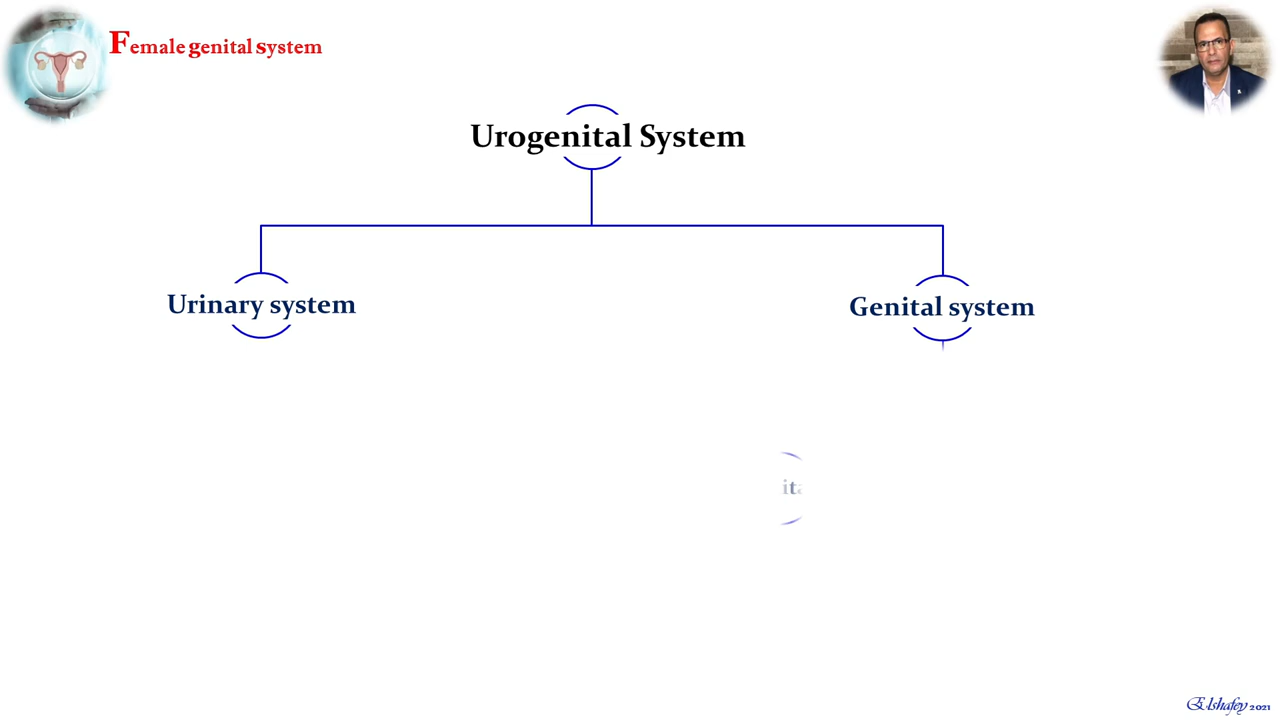 Female genital system
Urogenital System
Urinary system
Genital system
Elshafey 2021